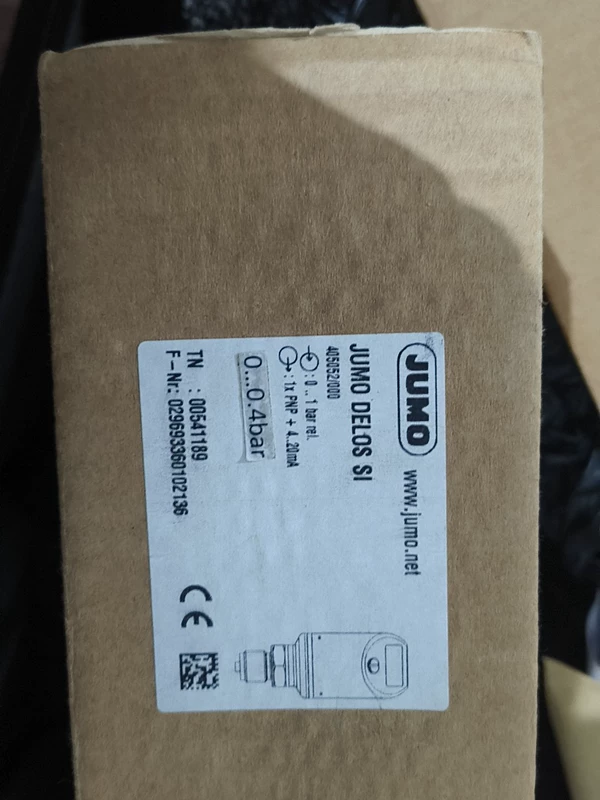 JUMO www.jumo.net
JUMO DELOS SI
405052/000
: 0 .. 1 bar rel.
: 1x PNP + 4..20mA
0...0.4bar
TN : 00541189
F-Nr: 029693360102136
CE